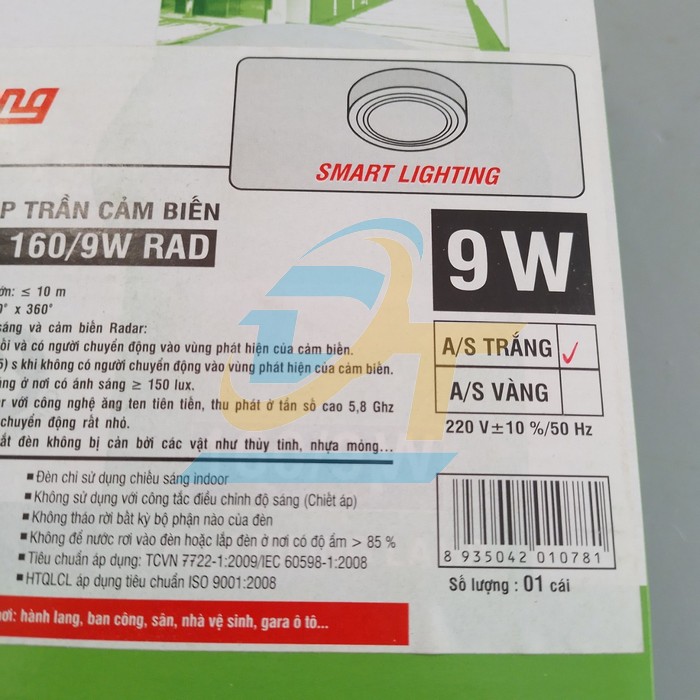 ng
SMART LIGHTING
P TRẦN CẢM BIẾN
160/9W RAD
9 W
A/S TRẮNG ✓
A/S VÀNG
220 V±10 %/50 Hz
: ≤ 10 m
° x 360°
sáng và cảm biến Radar:
và có người chuyển động vào vùng phát hiện của cảm biến.
s khi không có người chuyển động vào vùng phát hiện của cảm biến.
ở nơi có ánh sáng ≥ 150 lux.
với công nghệ ăng ten tiên tiến, thu phát ở tần số cao 5,8 Ghz
chuyển động rất nhỏ.
đèn không bị cản bởi các vật như thủy tinh, nhựa mỏng...
▪ Đèn chỉ sử dụng chiếu sáng indoor
▪ Không sử dụng với công tắc điều chỉnh độ sáng (Chiết áp)
▪ Không tháo rời bất kỳ bộ phận nào của đèn
▪ Không để nước rơi vào đèn hoặc lắp đèn ở nơi có độ ẩm > 85 %
▪ Tiêu chuẩn áp dụng: TCVN 7722-1:2009/IEC 60598-1:2008
▪ HTQLCL áp dụng tiêu chuẩn ISO 9001:2008
8 935042 010781
Số lượng : 01 cái
hành lang, ban công, sân, nhà vệ sinh, gara ô tô...
DH